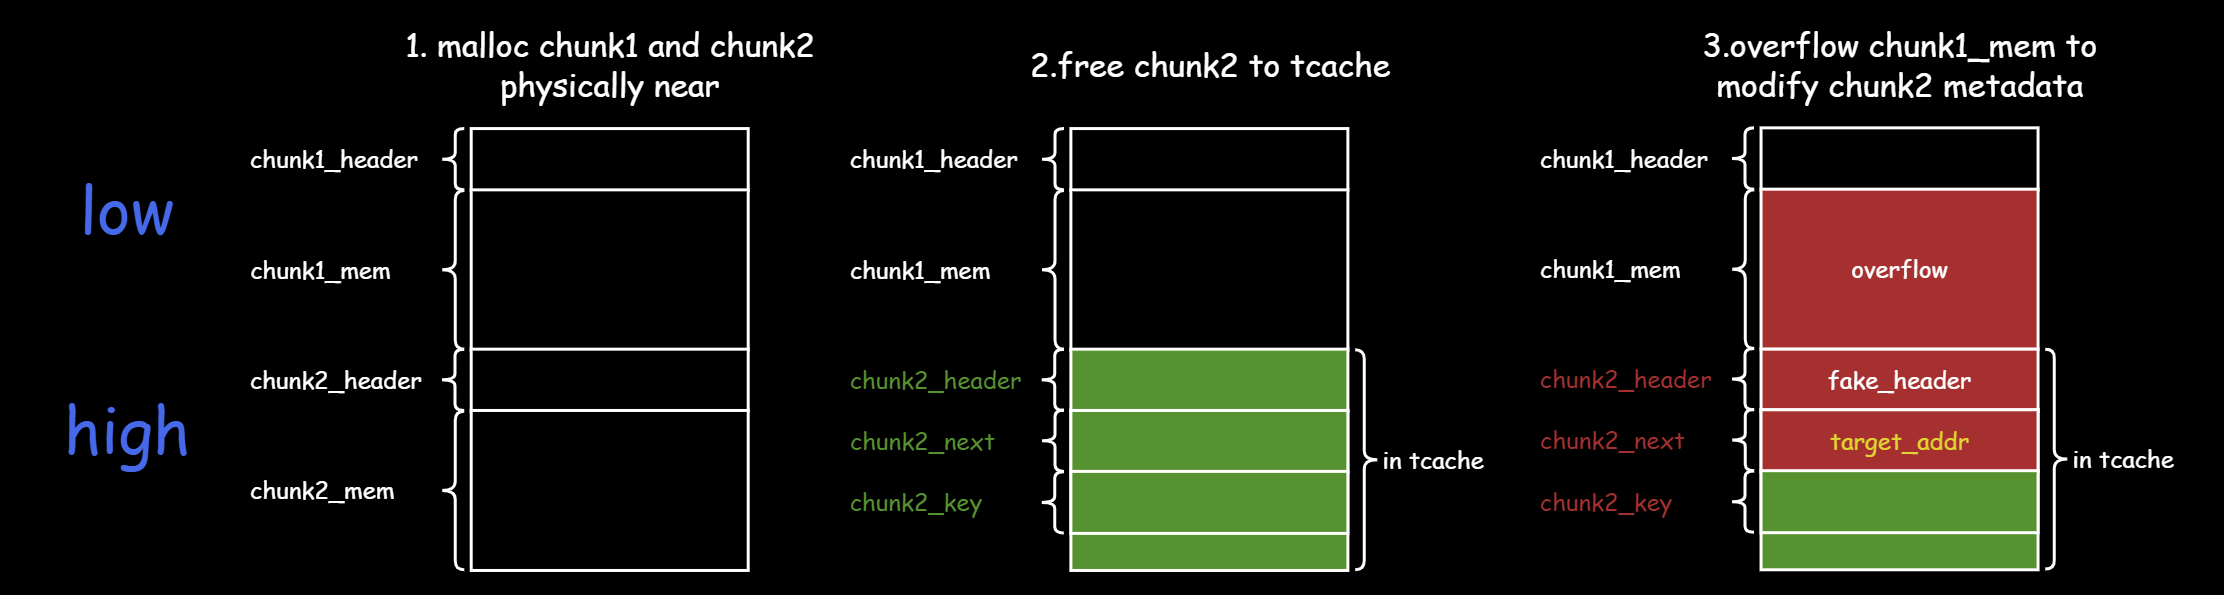 1. malloc chunk1 and chunk2
physically near
2.free chunk2 to tcache
3.overflow chunk1_mem to
modify chunk2 metadata
low
high
chunk1_header
chunk1_mem
chunk2_header
chunk2_mem
chunk1_header
chunk1_mem
chunk2_header
chunk2_next
chunk2_key
in tcache
chunk1_header
chunk1_mem
overflow
chunk2_header
fake_header
chunk2_next
target_addr
chunk2_key
in tcache